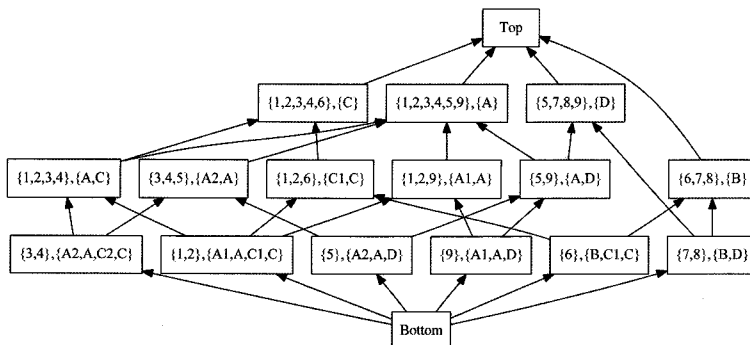 Top
{1,2,3,4,6},{C}
{1,2,3,4,5,9},{A}
{5,7,8,9},{D}
{1,2,3,4},{A,C}
{3,4,5},{A2,A}
{1,2,6},{C1,C}
{1,2,9},{A1,A}
{5,9},{A,D}
{6,7,8},{B}
{3,4},{A2,A,C2,C}
{1,2},{A1,A,C1,C}
{5},{A2,A,D}
{9},{A1,A,D}
{6},{B,C1,C}
{7,8},{B,D}
Bottom